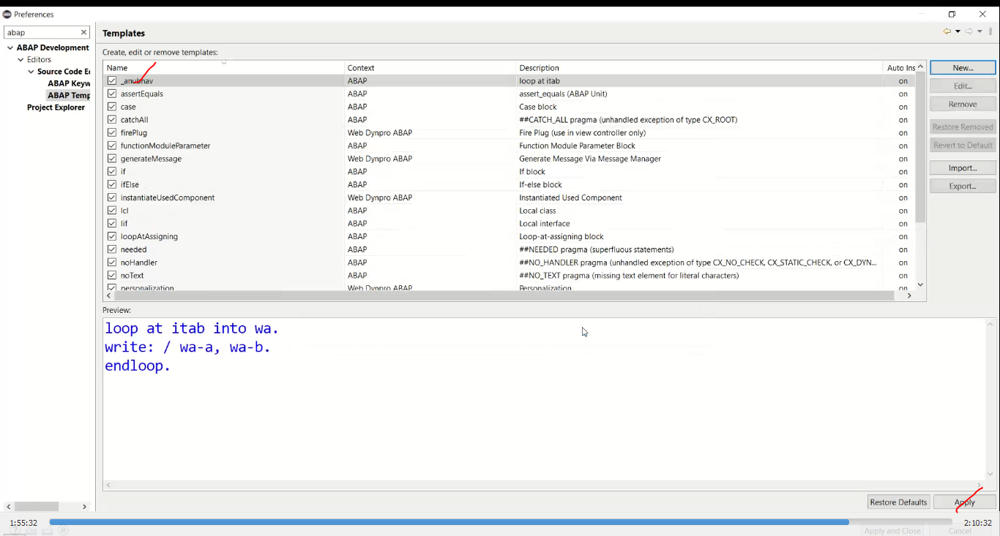 Preferences
abap
Templates
ABAP Development
Editors
Source Code Ed
ABAP Keyw
ABAP Temp
Project Explorer
Create, edit or remove templates:
Name Context Description Auto Ins
_anubhav ABAP loop at itab on
assertEquals ABAP assert_equals (ABAP Unit) on
case ABAP Case block on
catchAll ABAP ##CATCH_ALL pragma (unhandled exception of type CX_ROOT) on
firePlug Web Dynpro ABAP Fire Plug (use in view controller only) on
functionModuleParameter ABAP Function Module Parameter Block on
generateMessage Web Dynpro ABAP Generate Message Via Message Manager on
if ABAP If block on
ifElse ABAP If-else block on
instantiateUsedComponent Web Dynpro ABAP Instantiated Used Component on
lcl ABAP Local class on
lif ABAP Local interface on
loopAtAssigning ABAP Loop-at-assigning block on
needed ABAP ##NEEDED pragma (superfluous statements) on
noHandler ABAP ##NO_HANDLER pragma (unhandled exception of type CX_NO_CHECK, CX_STATIC_CHECK, or CX_DYN... on
noText ABAP ##NO_TEXT pragma (missing text element for literal characters) on
personalization Web Dynpro ABAP Personalization on
New...
Edit...
Remove
Restore Removed
Revert to Default
Import...
Export...
Preview:
loop at itab into wa.
write: / wa-a, wa-b.
endloop.
Restore Defaults Apply
1:55:32 2:10:32
Apply and Close Cancel